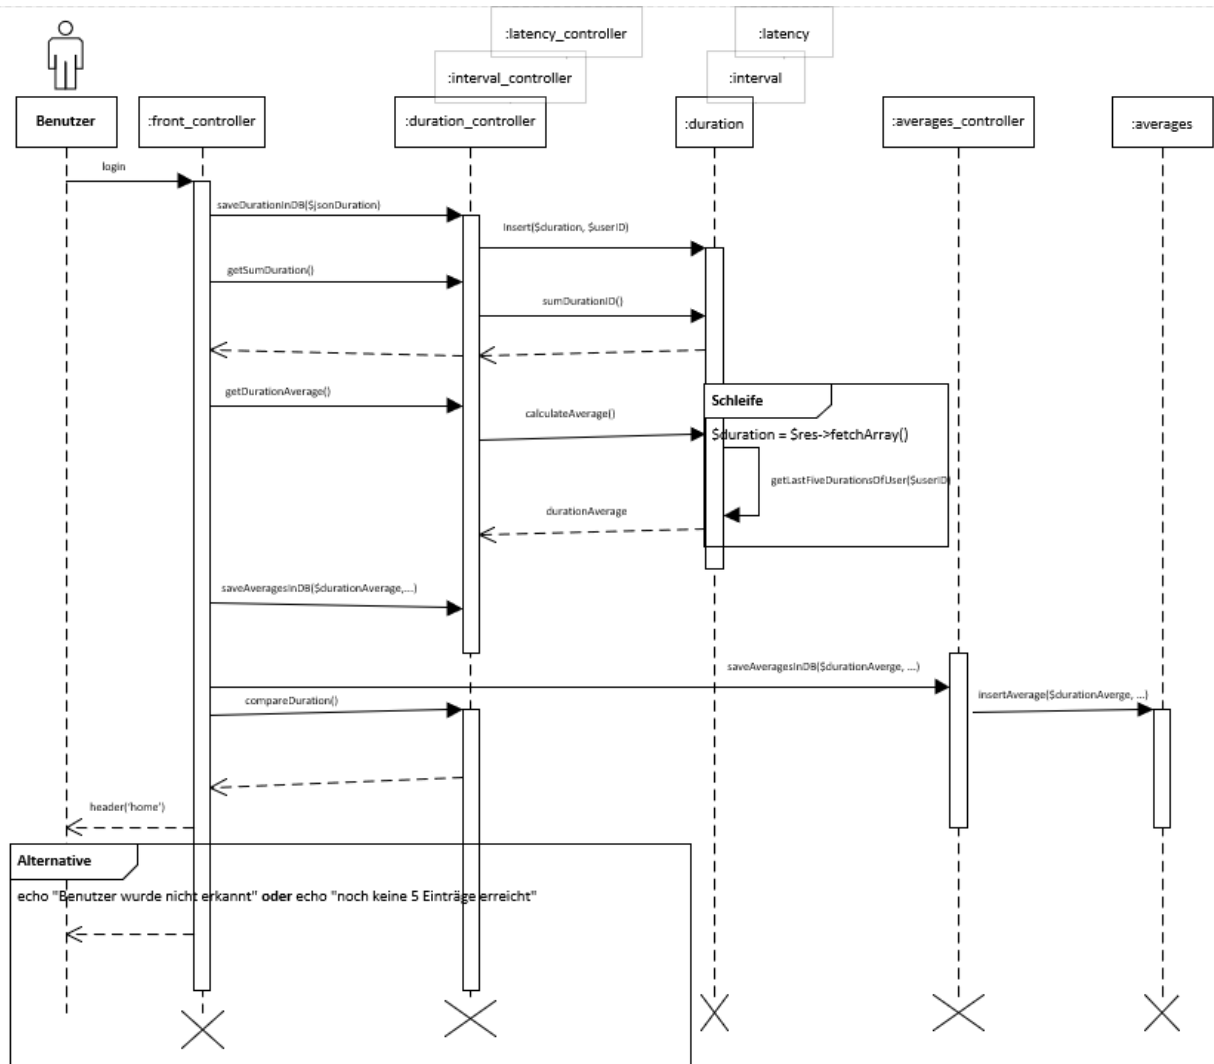 :latency_controller
:latency
:interval_controller
:interval
Benutzer
:front_controller
:duration_controller
:duration
:averages_controller
:averages
login
saveDurationInDB($jsonDuration)
Insert($duration, $userID)
getSumDuration()
sumDurationID()
getDurationAverage()
Schleife
calculateAverage()
$duration = $res->fetchArray()
getLastFiveDurationsOfUser($userID)
durationAverage
saveAveragesInDB($durationAverage,...)
saveAveragesInDB($durationAverge, ...)
compareDuration()
insertAverage($durationAverge, ...)
header('home')
Alternative
echo "Benutzer wurde nicht erkannt" oder echo "noch keine 5 Einträge erreicht"